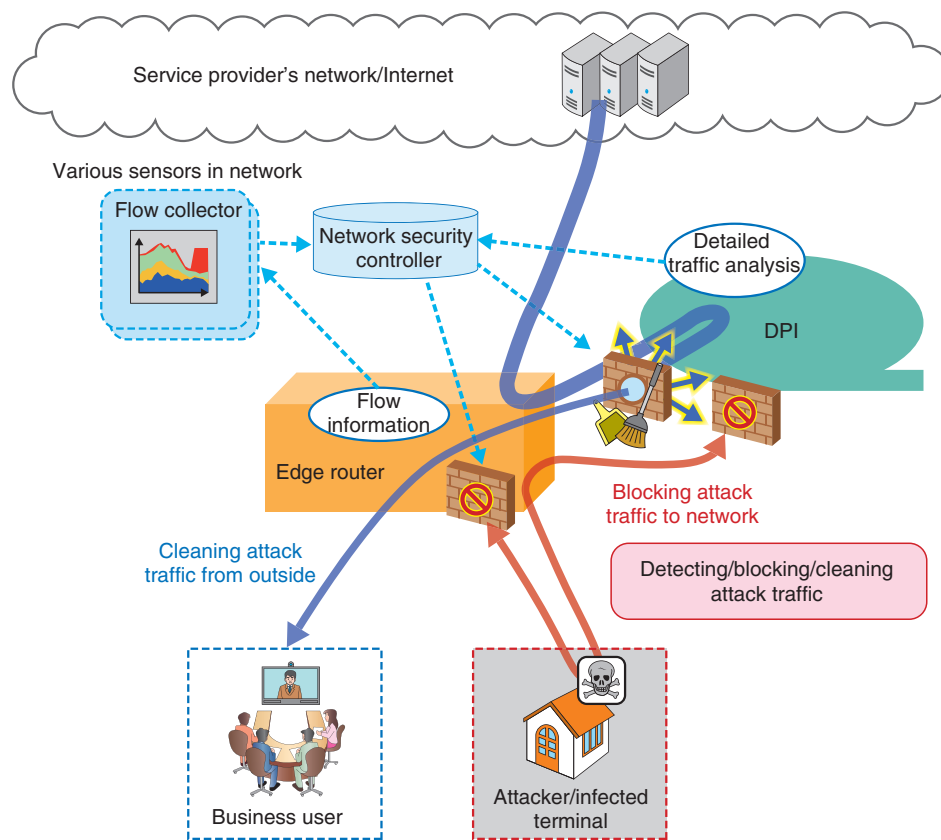 Service provider's network/Internet
Various sensors in network
Flow collector
Network security
controller
Detailed
traffic analysis
DPI
Flow
information
Edge router
Blocking attack
traffic to network
Cleaning attack
traffic from outside
Detecting/blocking/cleaning
attack traffic
Business user
Attacker/infected
terminal